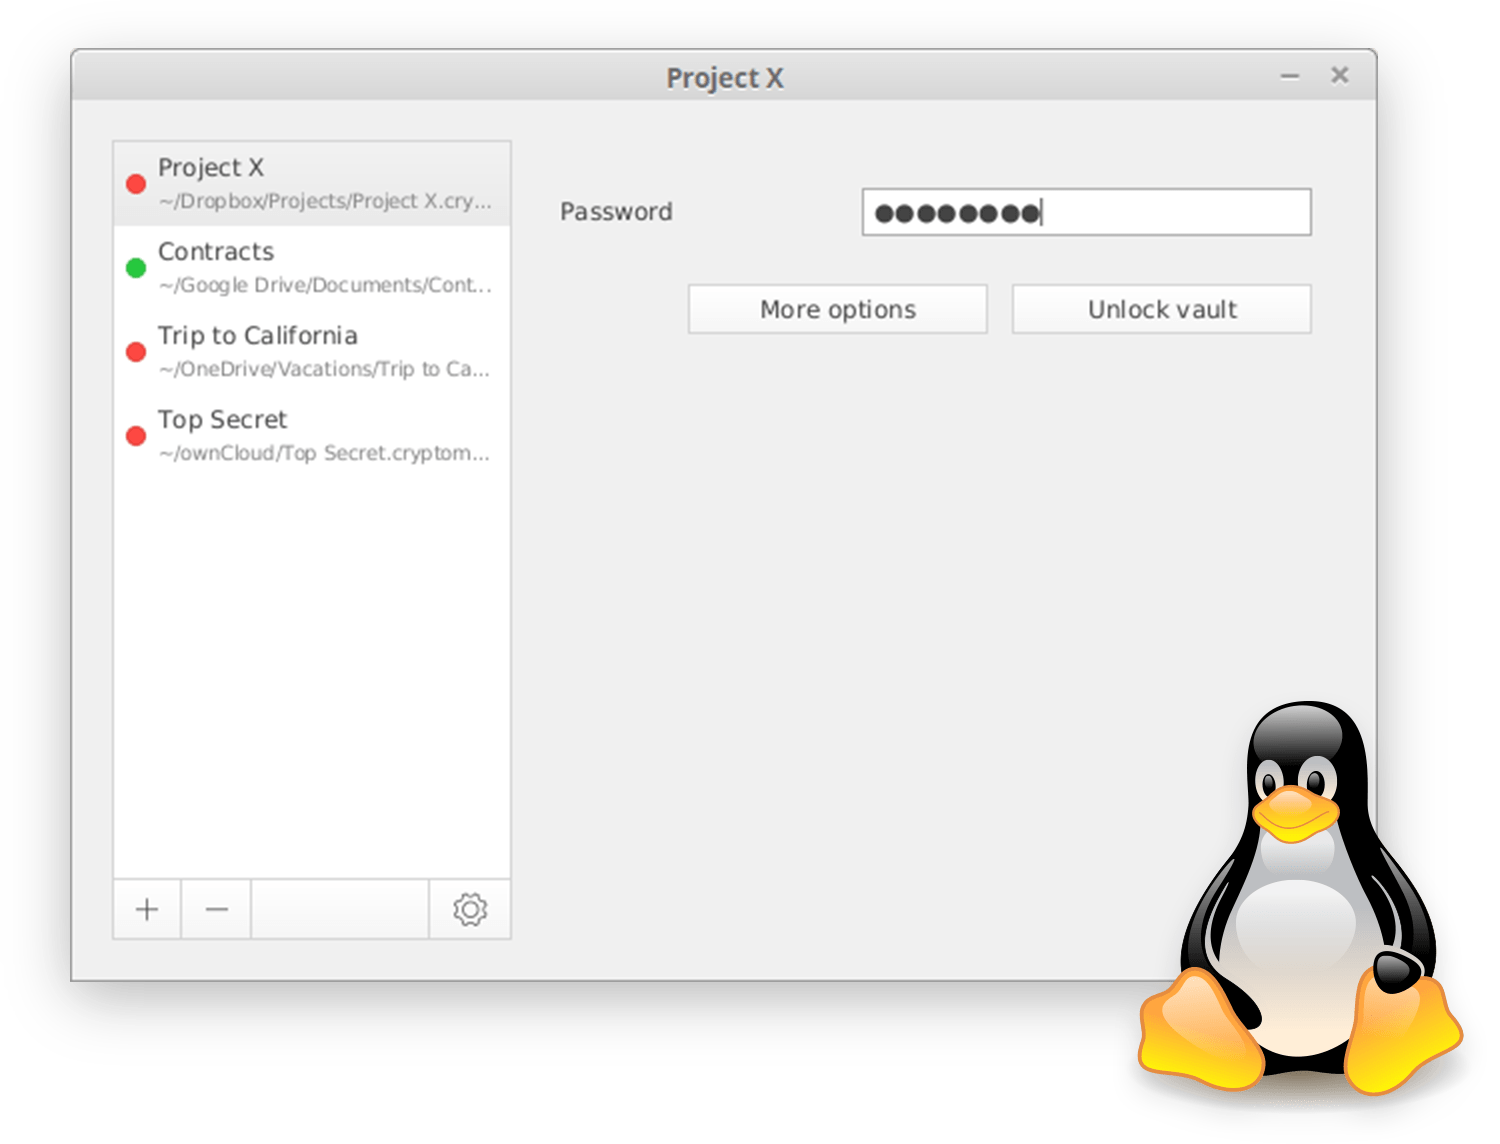 Project X
Project X
~/Dropbox/Projects/Project X.cry...
Contracts
~/Google Drive/Documents/Cont...
Trip to California
~/OneDrive/Vacations/Trip to Ca...
Top Secret
~/ownCloud/Top Secret.cryptom...
Password
More options
Unlock vault